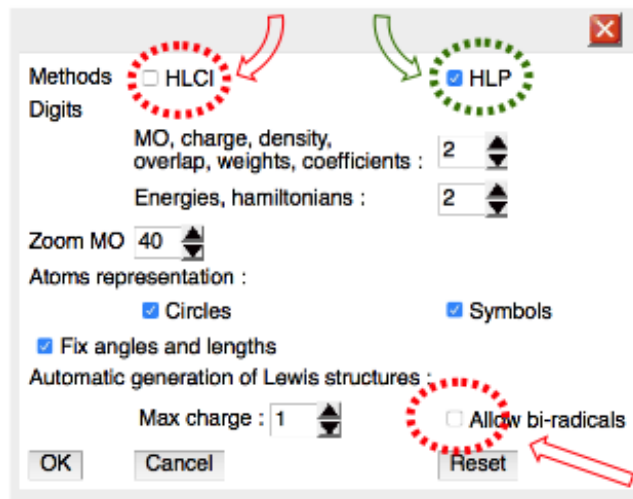 Methods HLCI HLP
Digits
MO, charge, density,
overlap, weights, coefficients : 2
Energies, hamiltonians : 2
Zoom MO 40
Atoms representation :
Circles Symbols
Fix angles and lengths
Automatic generation of Lewis structures :
Max charge : 1 Allow bi-radicals
OK Cancel Reset